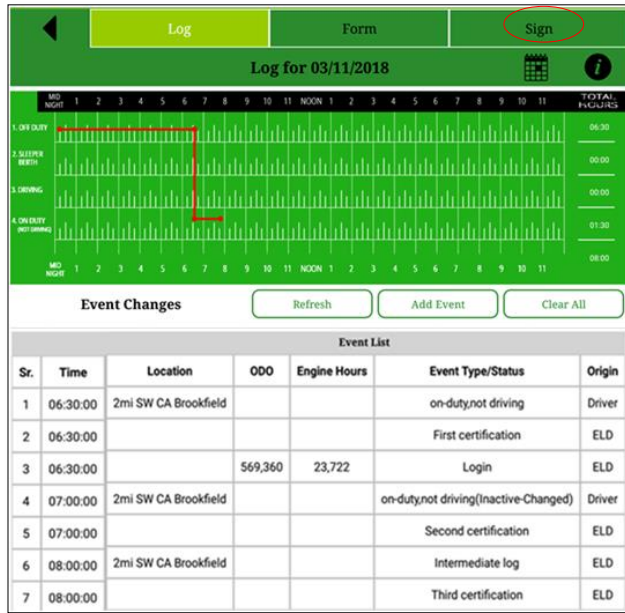 Log Form Sign
Log for 03/11/2018
MID NIGHT 1 2 3 4 5 6 7 8 9 10 11 NOON 1 2 3 4 5 6 7 8 9 10 11 TOTAL HOURS
1. OFF DUTY 06:30
2. SLEEPER BERTH 00:00
3. DRIVING 00:00
4. ON DUTY (NOT DRIVING) 01:30
MID NIGHT 1 2 3 4 5 6 7 8 9 10 11 NOON 1 2 3 4 5 6 7 8 9 10 11 08:00
Event Changes Refresh Add Event Clear All
Event List
Sr. Time Location ODO Engine Hours Event Type/Status Origin
1 06:30:00 2mi SW CA Brookfield on-duty,not driving Driver
2 06:30:00 First certification ELD
3 06:30:00 569,360 23,722 Login ELD
4 07:00:00 2mi SW CA Brookfield on-duty,not driving(Inactive-Changed) Driver
5 07:00:00 Second certification ELD
6 08:00:00 2mi SW CA Brookfield Intermediate log ELD
7 08:00:00 Third certification ELD